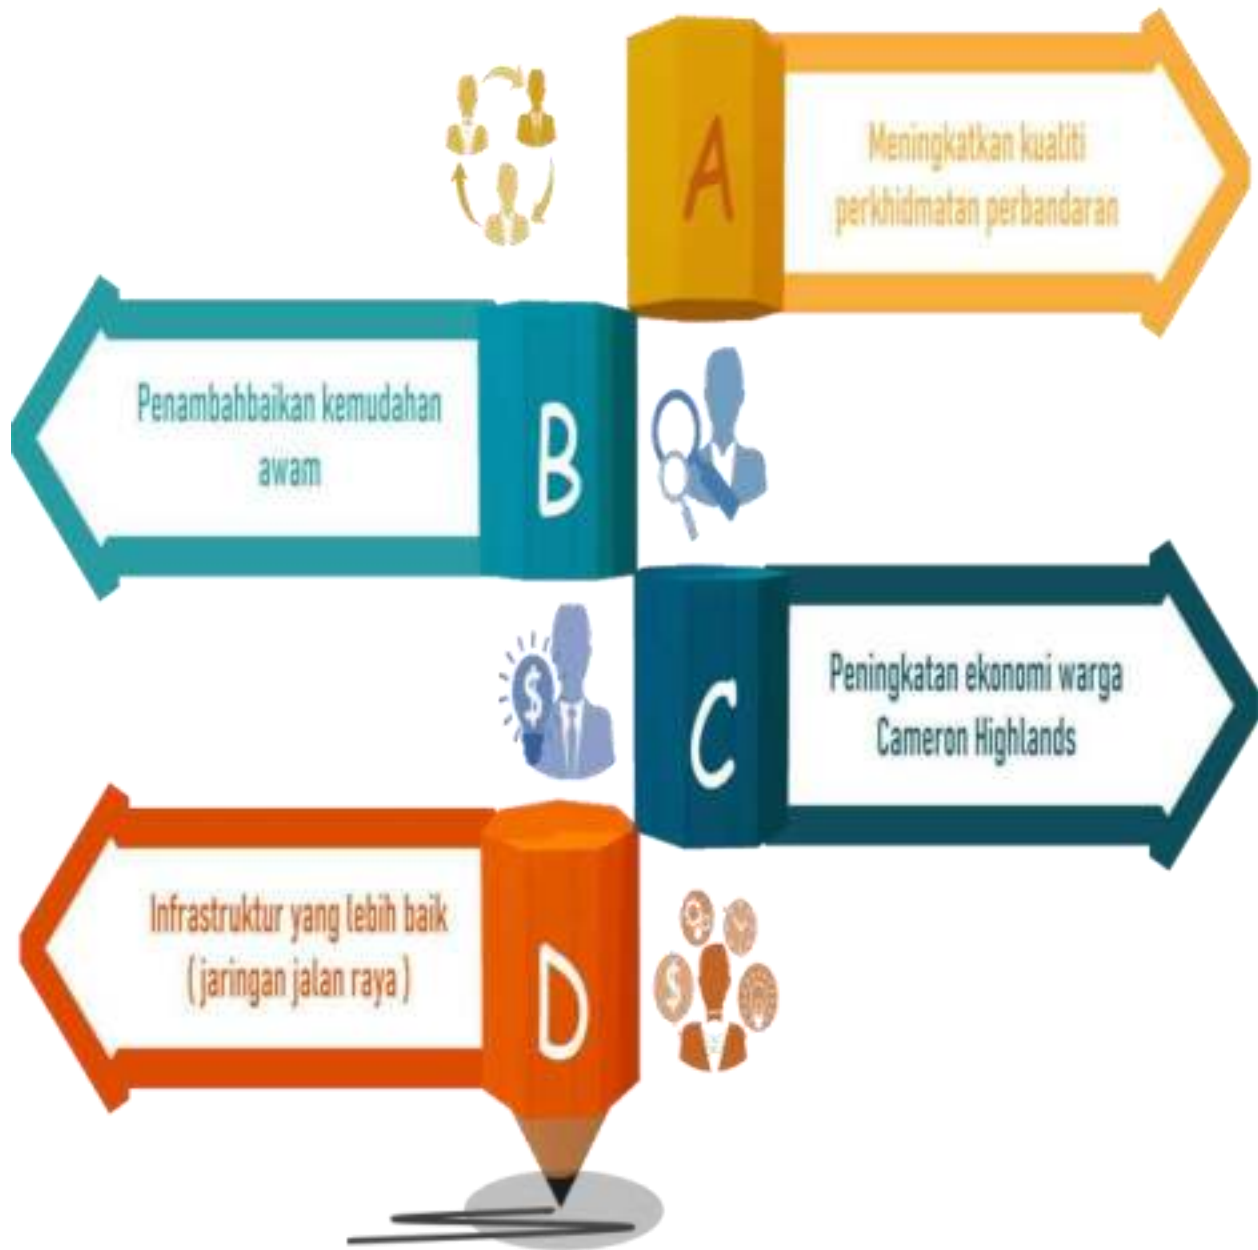 A
Meningkatkan kualiti
perkhidmatan perbandaran
B
Penambahbaikan kemudahan
awam
C
Peningkatan ekonomi warga
Cameron Highlands
D
Infrastruktur yang lebih baik
( jaringan jalan raya )